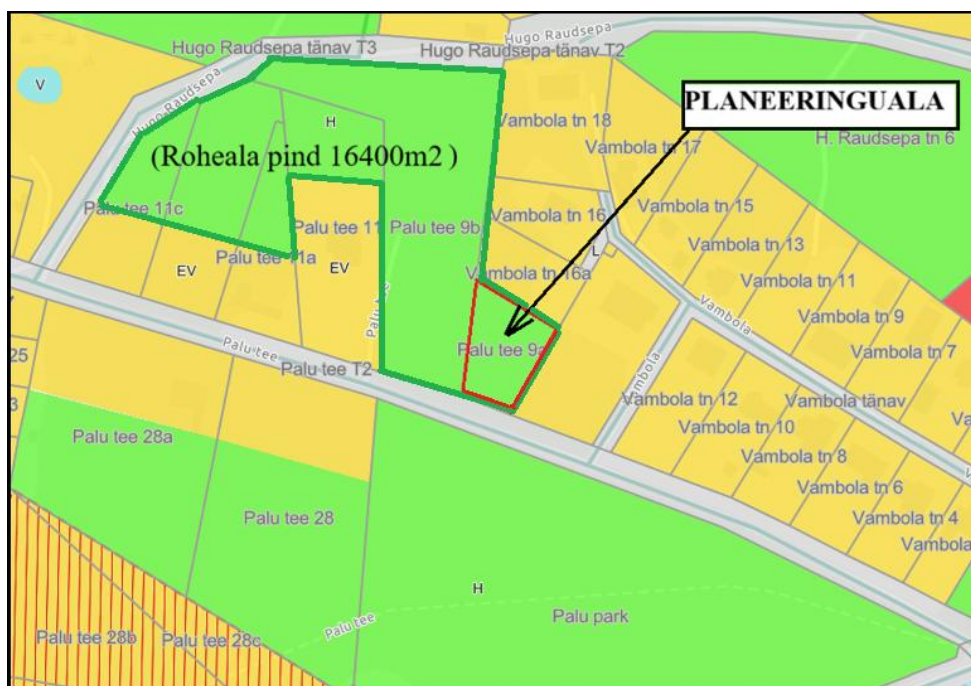 Hugo Raudsepa tänav T3
Hugo Raudsepa tänav T2
Hugo Raudsepa
V
Hugo Raudsepa
PLANEERINGUALA
H
Vambola tn 18
H. Raudsepa tn 6
(Roheala pind 16400m2 )
Vambola tn 17
Palu tee 11c
Vambola tn 15
Palu tee 11
Palu tee 9b
Vambola tn 16
Vambola tn 13
L
Palu tee 11a
EV
EV
Vambola tn 16a
Vambola tn 11
Vambola
Vambola tn 9
Palu tee
Palu tee 9a
Vambola tn 7
25
Palu tee T2
Vambola
3
Vambola tn 12
Vambola tänav
Palu tee 28a
Vambola tn 10
Vambola tn 8
Vambola tn 6
Palu tee 28
Vambola tn 4
Vambola
H
Palu park
Palu tee
Palu tee 28b
Palu tee 28c